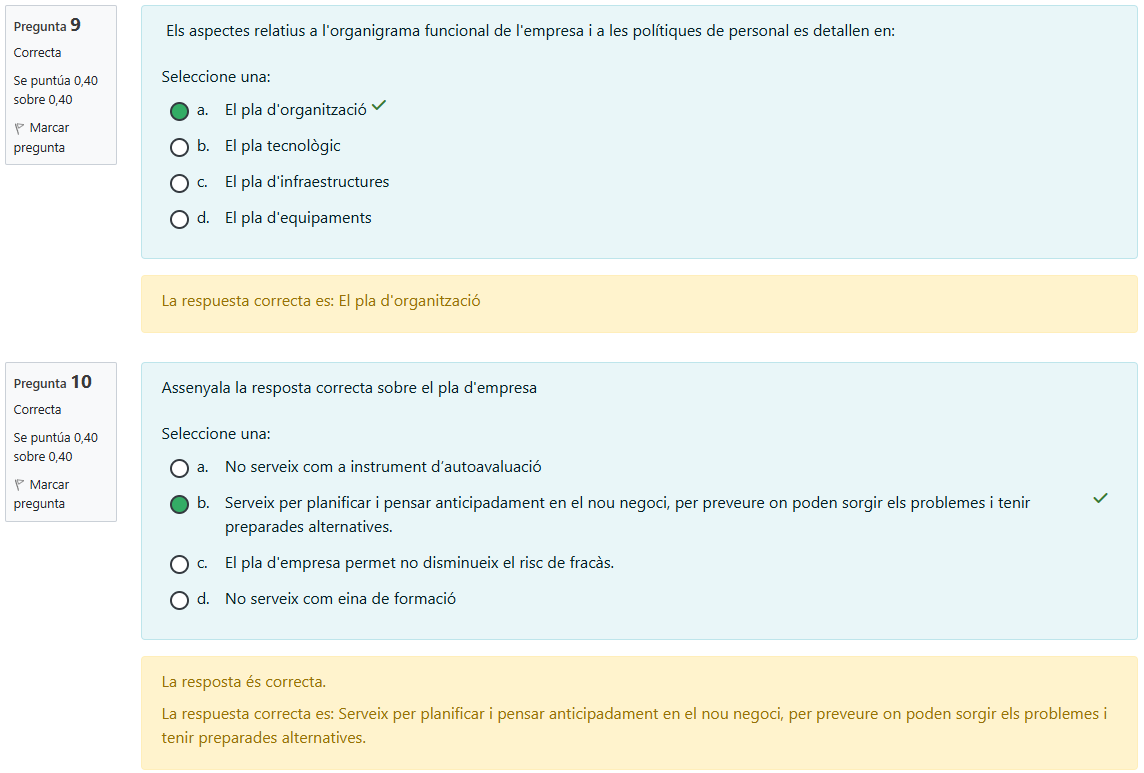 Pregunta 9
Correcta
Se puntúa 0,40
sobre 0,40
Marcar
pregunta
Els aspectes relatius a l'organigrama funcional de l'empresa i a les polítiques de personal es detallen en:
Seleccione una:
a. El pla d'organització
b. El pla tecnològic
c. El pla d'infraestructures
d. El pla d'equipaments
La respuesta correcta es: El pla d'organització
Pregunta 10
Correcta
Se puntúa 0,40
sobre 0,40
Marcar
pregunta
Assenyala la resposta correcta sobre el pla d'empresa
Seleccione una:
a. No serveix com a instrument d’autoavaluació
b. Serveix per planificar i pensar anticipadament en el nou negoci, per preveure on poden sorgir els problemes i tenir
preparades alternatives.
c. El pla d'empresa permet no disminueix el risc de fracàs.
d. No serveix com eina de formació
La resposta és correcta.
La respuesta correcta es: Serveix per planificar i pensar anticipadament en el nou negoci, per preveure on poden sorgir els problemes i
tenir preparades alternatives.